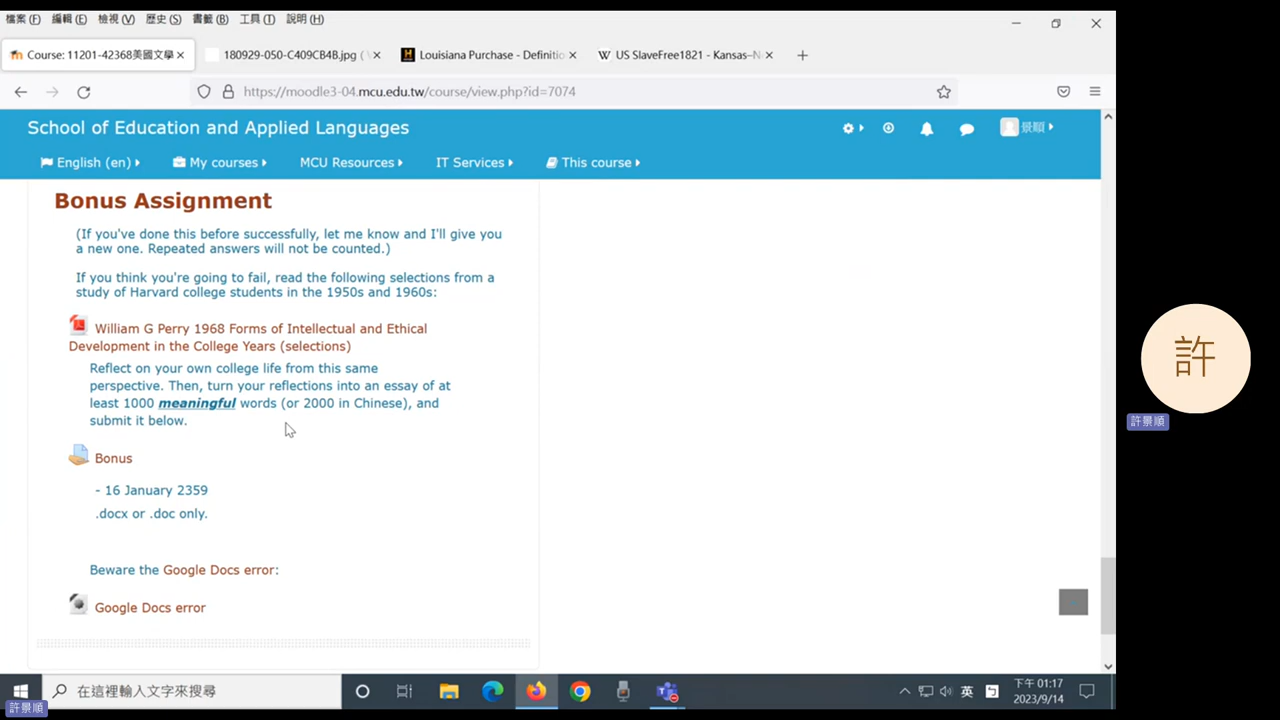 檔案 (F) 編輯(E) 檢視(V) 歷史(S) 書籤(B) 工具(T) 說明(H)
Course: 11201-42368美國文學
180929-050-C409CB4B.jpg (
Louisiana Purchase - Definitio
US SlaveFree1821 - Kansas–N
https://moodle3-04.mcu.edu.tw/course/view.php?id=7074
School of Education and Applied Languages
景順
English (en) My courses MCU Resources IT Services This course
Bonus Assignment
(If you've done this before successfully, let me know and I'll give you
a new one. Repeated answers will not be counted.)
If you think you're going to fail, read the following selections from a
study of Harvard college students in the 1950s and 1960s:
William G Perry 1968 Forms of Intellectual and Ethical
Development in the College Years (selections)
Reflect on your own college life from this same
perspective. Then, turn your reflections into an essay of at
least 1000 meaningful words (or 2000 in Chinese), and
submit it below.
Bonus
- 16 January 2359
.docx or .doc only.
Beware the Google Docs error:
Google Docs error
許
許景順
在這裡輸入文字來搜尋
英
下午 01:17
2023/9/14
許景順